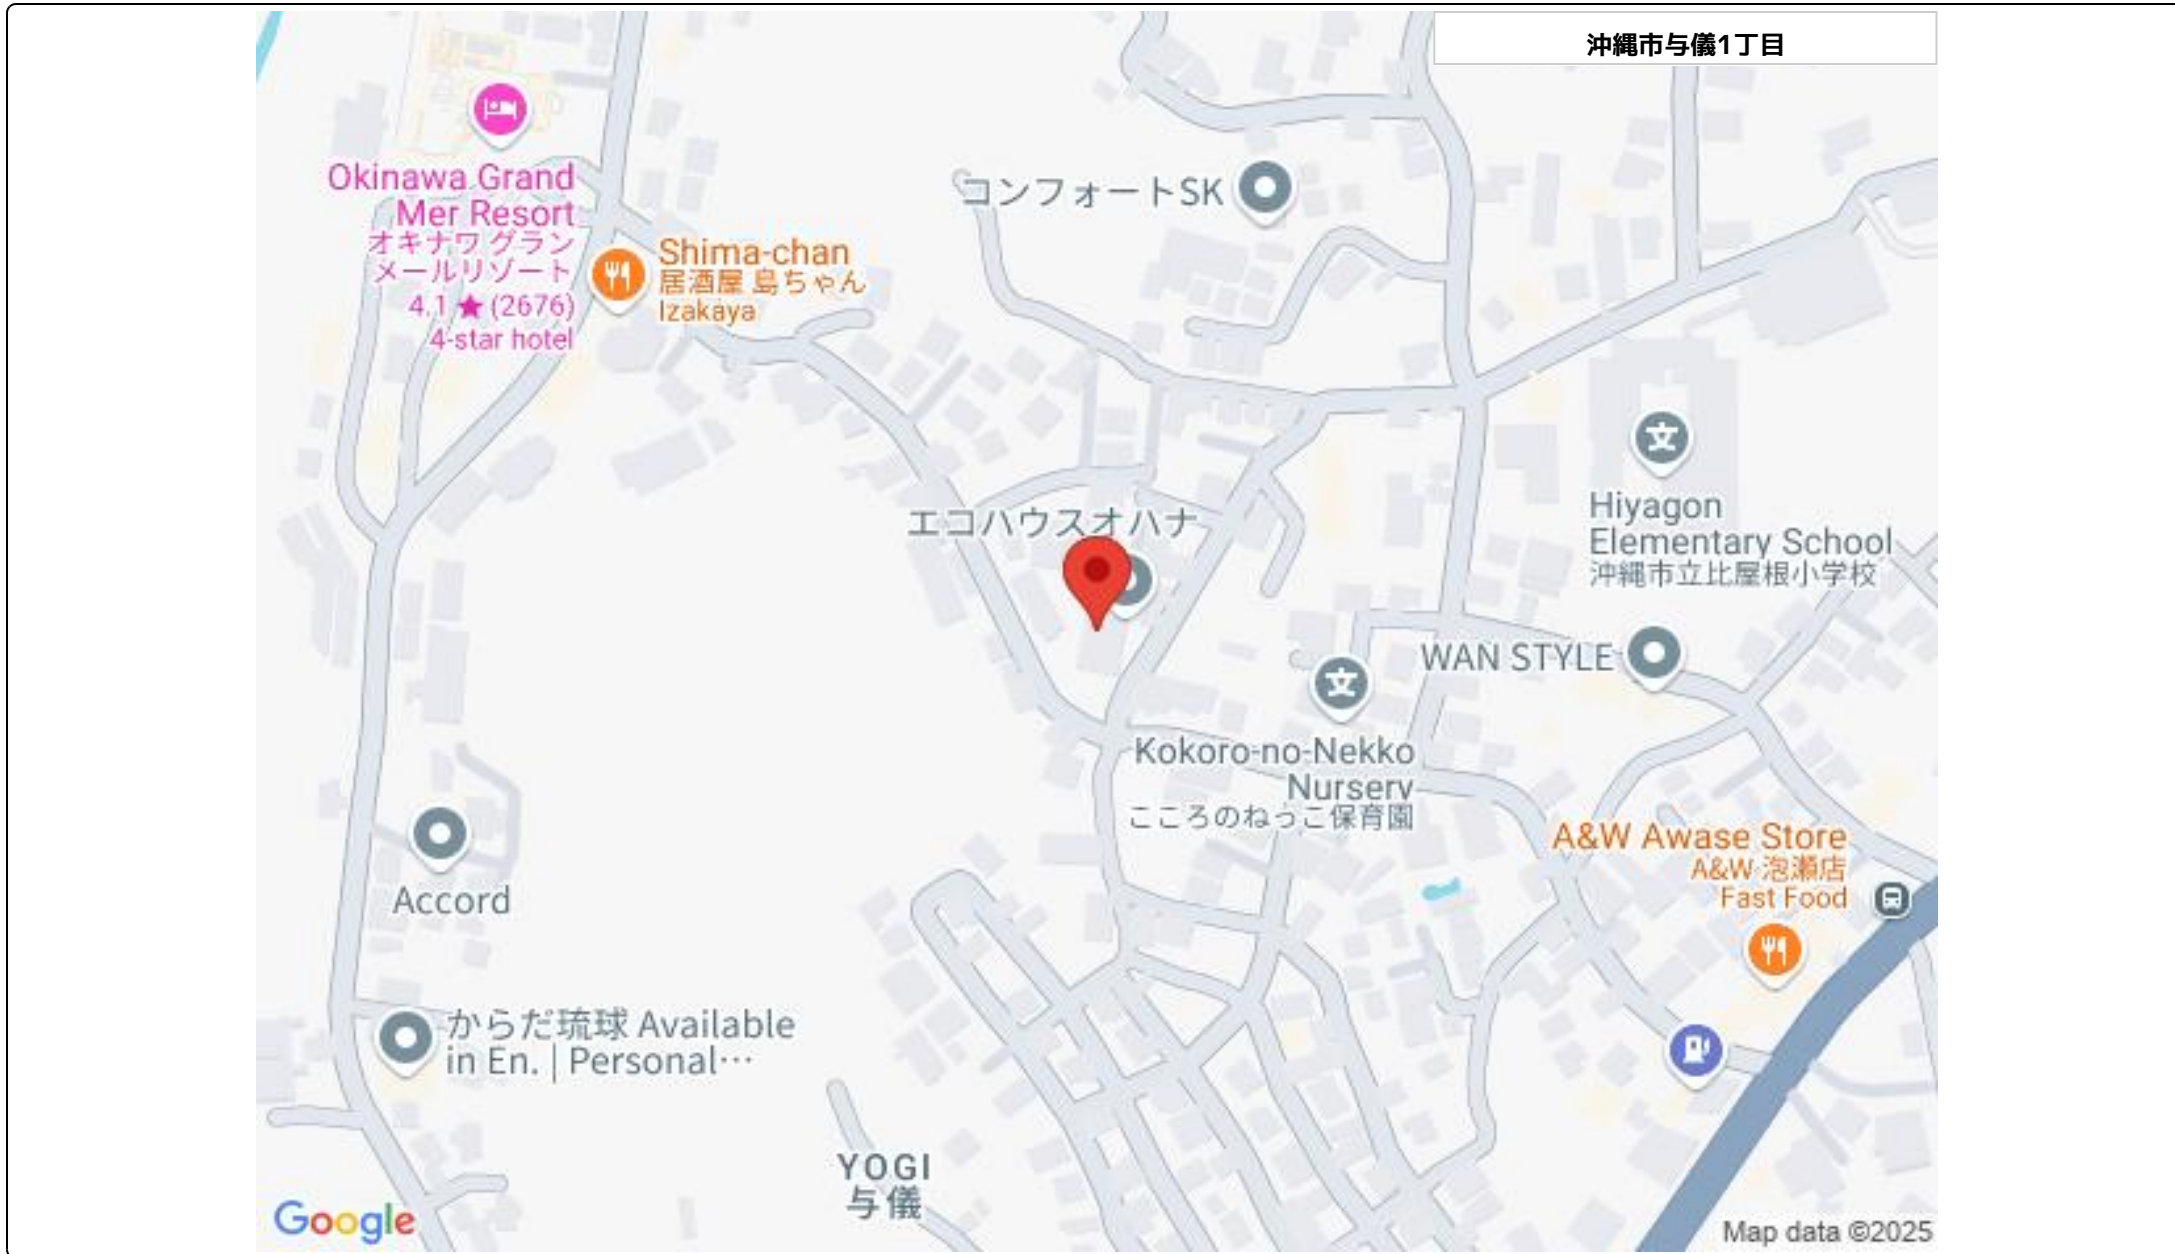 沖縄市与儀1丁目
Okinawa Grand
Mer Resort
オキナワ グラン
メールリゾート
4.1 ★ (2676)
4-star hotel
コンフォートSK
Shima-chan
居酒屋 島ちゃん
Izakaya
エコハウスオハナ
Hiyagon
Elementary School
沖縄市立比屋根小学校
WAN STYLE
Kokoro-no-Nekko
Nursery
こころのねっこ保育園
A&W Awase Store
A&W 泡瀬店
Fast Food
Accord
からだ琉球 Available
in En. | Personal…
YOGI
与儀
Google
Map data ©2025